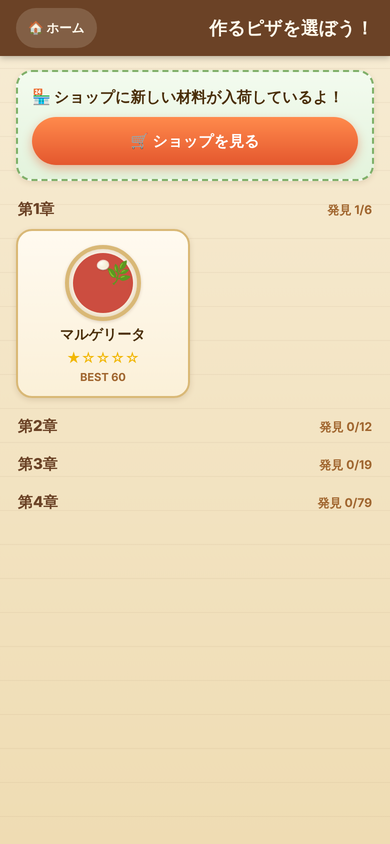 🏠 ホーム
作るピザを選ぼう！
🏪 ショップに新しい材料が入荷しているよ！
🛒 ショップを見る
第1章
発見 1/6
マルゲリータ
★☆☆☆☆
BEST 60
第2章
発見 0/12
第3章
発見 0/19
第4章
発見 0/79